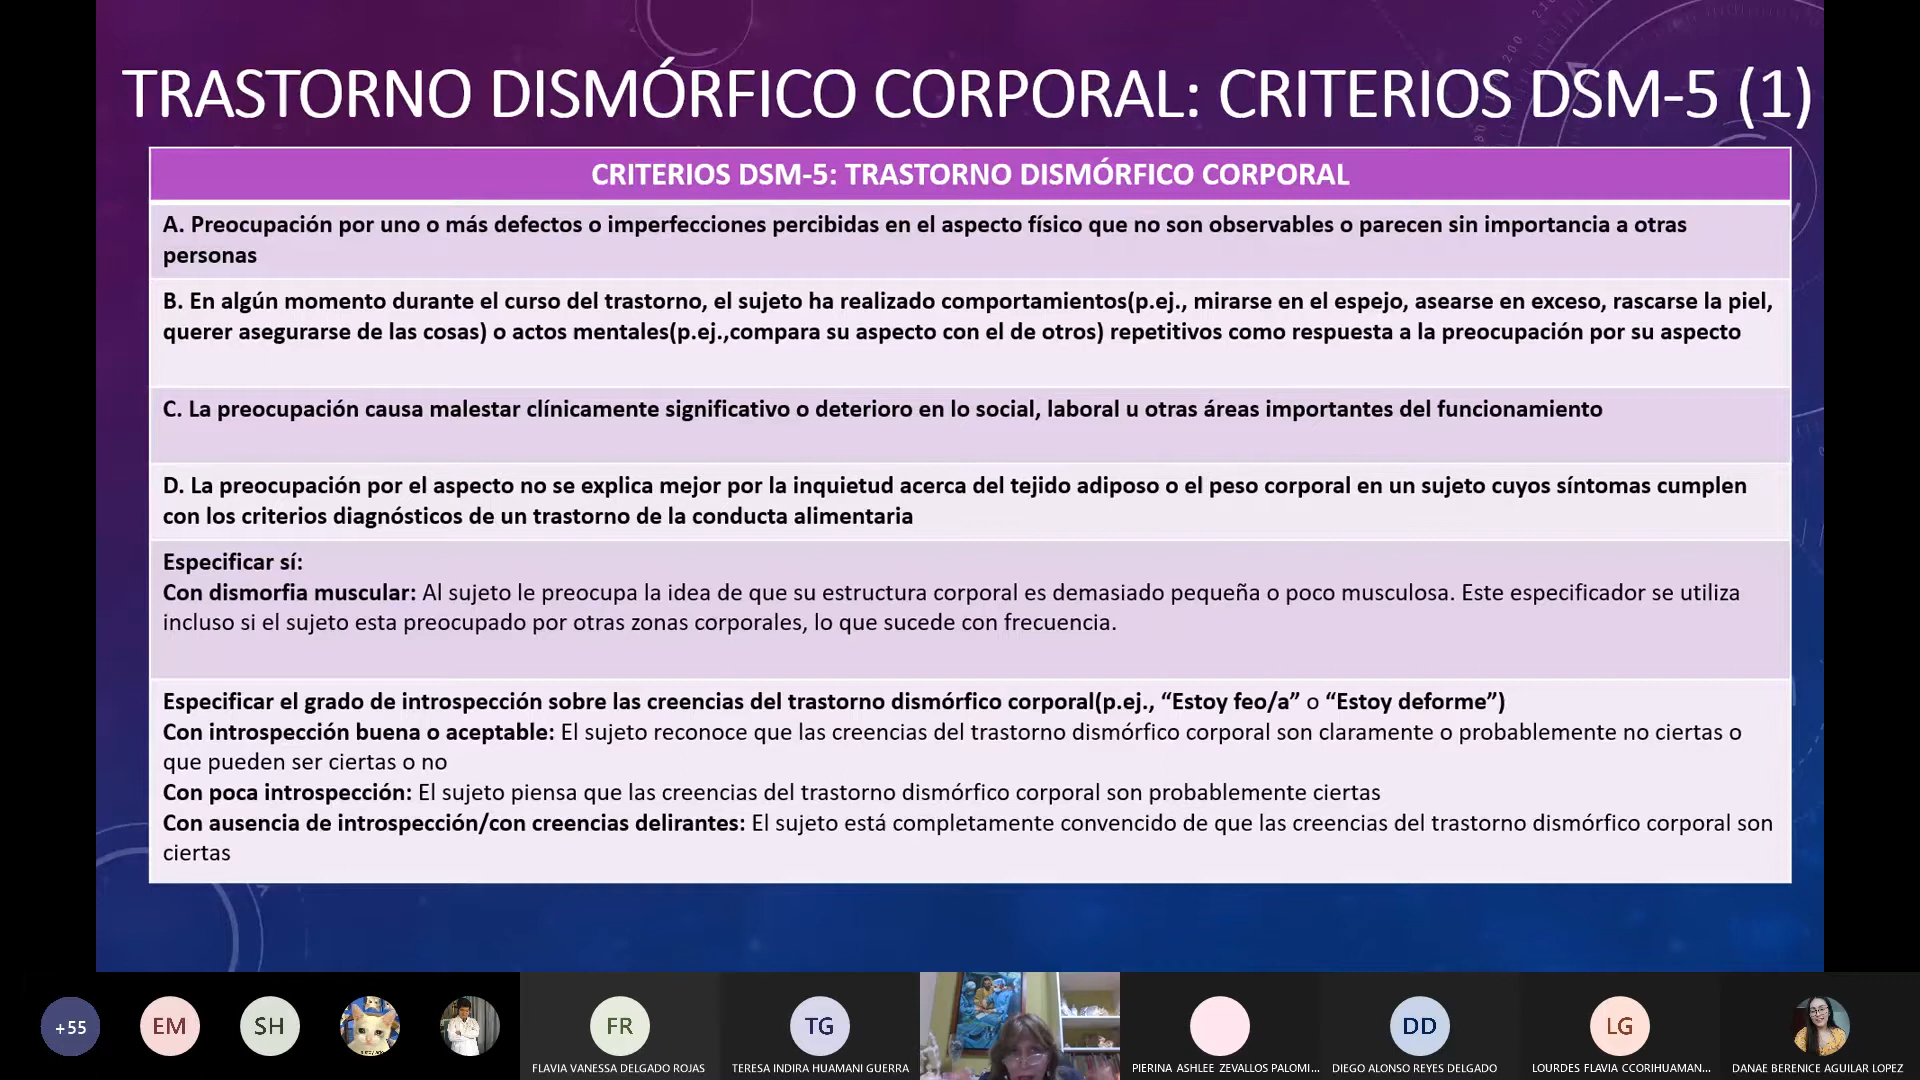 TRASTORNO DISMÓRFICO CORPORAL: CRITERIOS DSM-5 (1)
CRITERIOS DSM-5: TRASTORNO DISMÓRFICO CORPORAL
A. Preocupación por uno o más defectos o imperfecciones percibidas en el aspecto físico que no son observables o parecen sin importancia a otras
personas
B. En algún momento durante el curso del trastorno, el sujeto ha realizado comportamientos(p.ej., mirarse en el espejo, asearse en exceso, rascarse la piel,
querer asegurarse de las cosas) o actos mentales(p.ej.,compara su aspecto con el de otros) repetitivos como respuesta a la preocupación por su aspecto
C. La preocupación causa malestar clínicamente significativo o deterioro en lo social, laboral u otras áreas importantes del funcionamiento
D. La preocupación por el aspecto no se explica mejor por la inquietud acerca del tejido adiposo o el peso corporal en un sujeto cuyos síntomas cumplen
con los criterios diagnósticos de un trastorno de la conducta alimentaria
Especificar sí:
Con dismorfia muscular: Al sujeto le preocupa la idea de que su estructura corporal es demasiado pequeña o poco musculosa. Este especificador se utiliza
incluso si el sujeto esta preocupado por otras zonas corporales, lo que sucede con frecuencia.
Especificar el grado de introspección sobre las creencias del trastorno dismórfico corporal(p.ej., “Estoy feo/a” o “Estoy deforme”)
Con introspección buena o aceptable: El sujeto reconoce que las creencias del trastorno dismórfico corporal son claramente o probablemente no ciertas o
que pueden ser ciertas o no
Con poca introspección: El sujeto piensa que las creencias del trastorno dismórfico corporal son probablemente ciertas
Con ausencia de introspección/con creencias delirantes: El sujeto está completamente convencido de que las creencias del trastorno dismórfico corporal son
ciertas
+55
EM
SH
FR
TG
DD
LG
FLAVIA VANESSA DELGADO ROJAS
TERESA INDIRA HUAMANI GUERRA
PIERINA ASHLEE ZEVALLOS PALOMI...
DIEGO ALONSO REYES DELGADO
LOURDES FLAVIA CCORIHUAMAN...
DANAE BERENICE AGUILAR LOPEZ